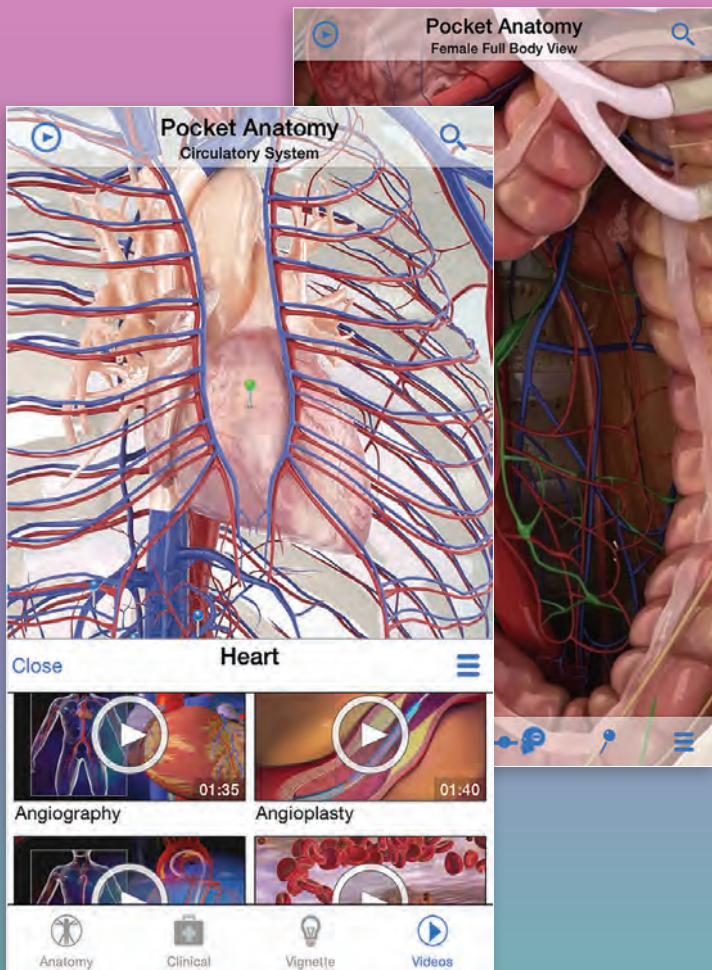 Pocket Anatomy
Female Full Body View
Pocket Anatomy
Circulatory System
Close
Heart
01:35
01:40
Angiography
Angioplasty
Anatomy
Clinical
Vignette
Videos